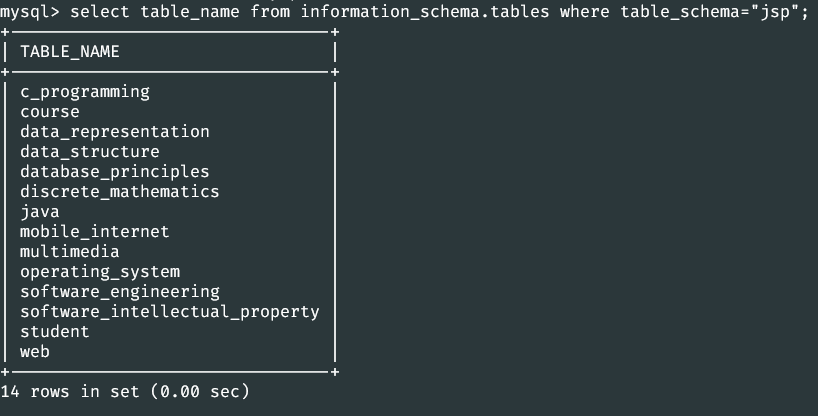 mysql> select table_name from information_schema.tables where table_schema="jsp";
+--------------------------------+
| TABLE_NAME                     |
+--------------------------------+
| c_programming                  |
| course                         |
| data_representation            |
| data_structure                 |
| database_principles            |
| discrete_mathematics           |
| java                           |
| mobile_internet                |
| multimedia                     |
| operating_system               |
| software_engineering           |
| software_intellectual_property |
| student                        |
| web                            |
+--------------------------------+
14 rows in set (0.00 sec)